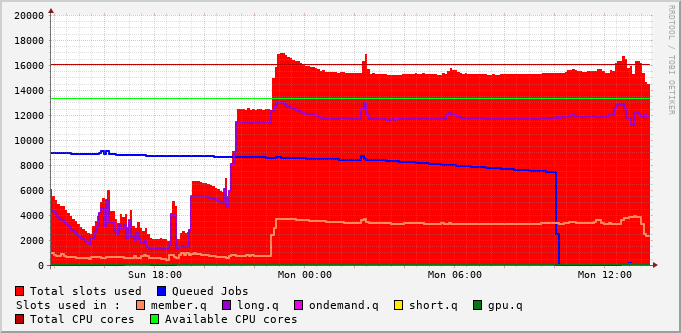 RRDTOOL / TOBI OETIKER
20000
18000
16000
14000
12000
10000
8000
6000
4000
2000
0
Sun 18:00 Mon 00:00 Mon 06:00 Mon 12:00
Total slots used Queued Jobs
Slots used in : member.q long.q ondemand.q short.q gpu.q
Total CPU cores Available CPU cores